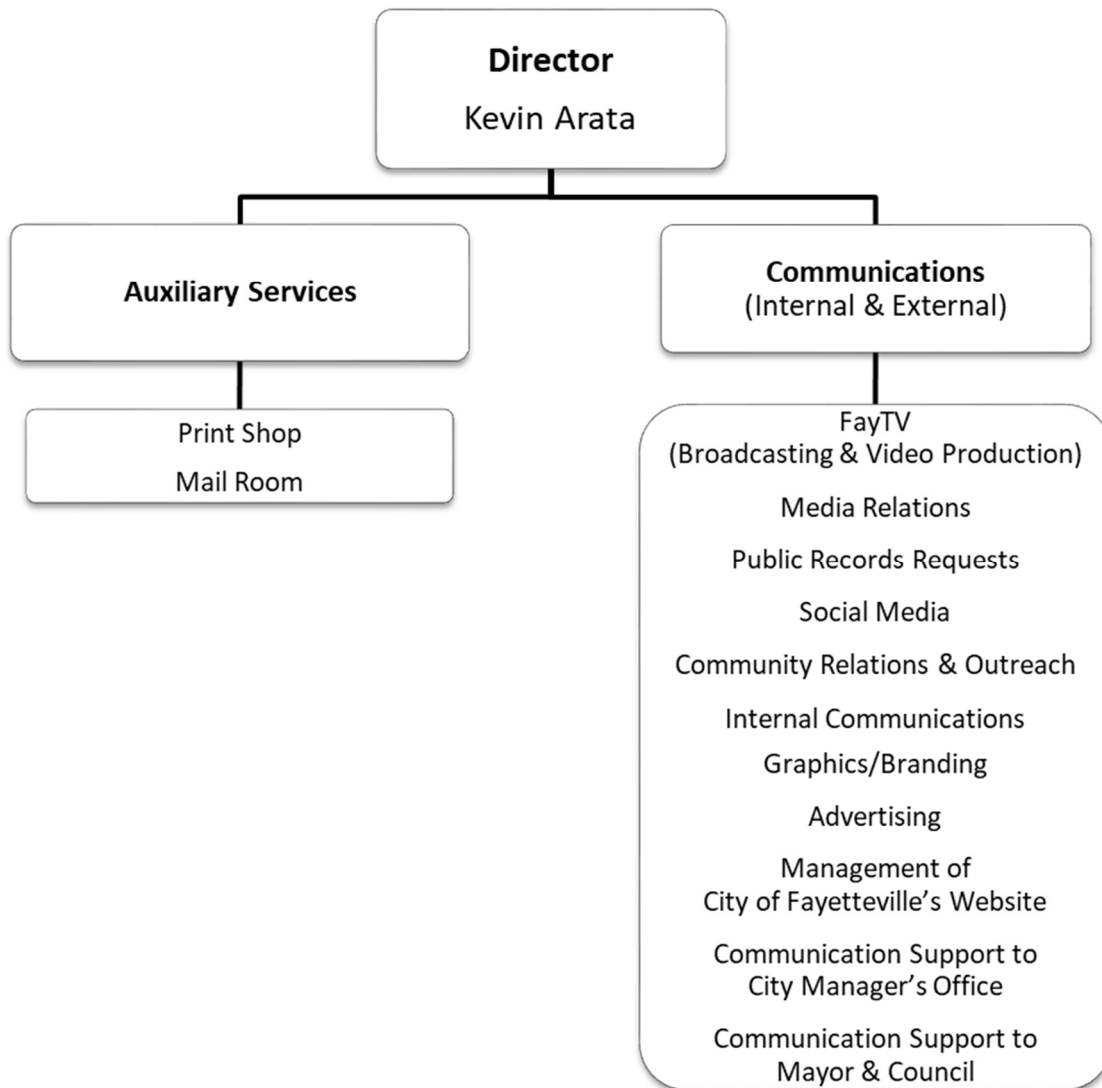 Director
Kevin Arata
Auxiliary Services
Print Shop
Mail Room
Communications
(Internal & External)
FayTV
(Broadcasting & Video Production)
Media Relations
Public Records Requests
Social Media
Community Relations & Outreach
Internal Communications
Graphics/Branding
Advertising
Management of
City of Fayetteville’s Website
Communication Support to
City Manager’s Office
Communication Support to
Mayor & Council